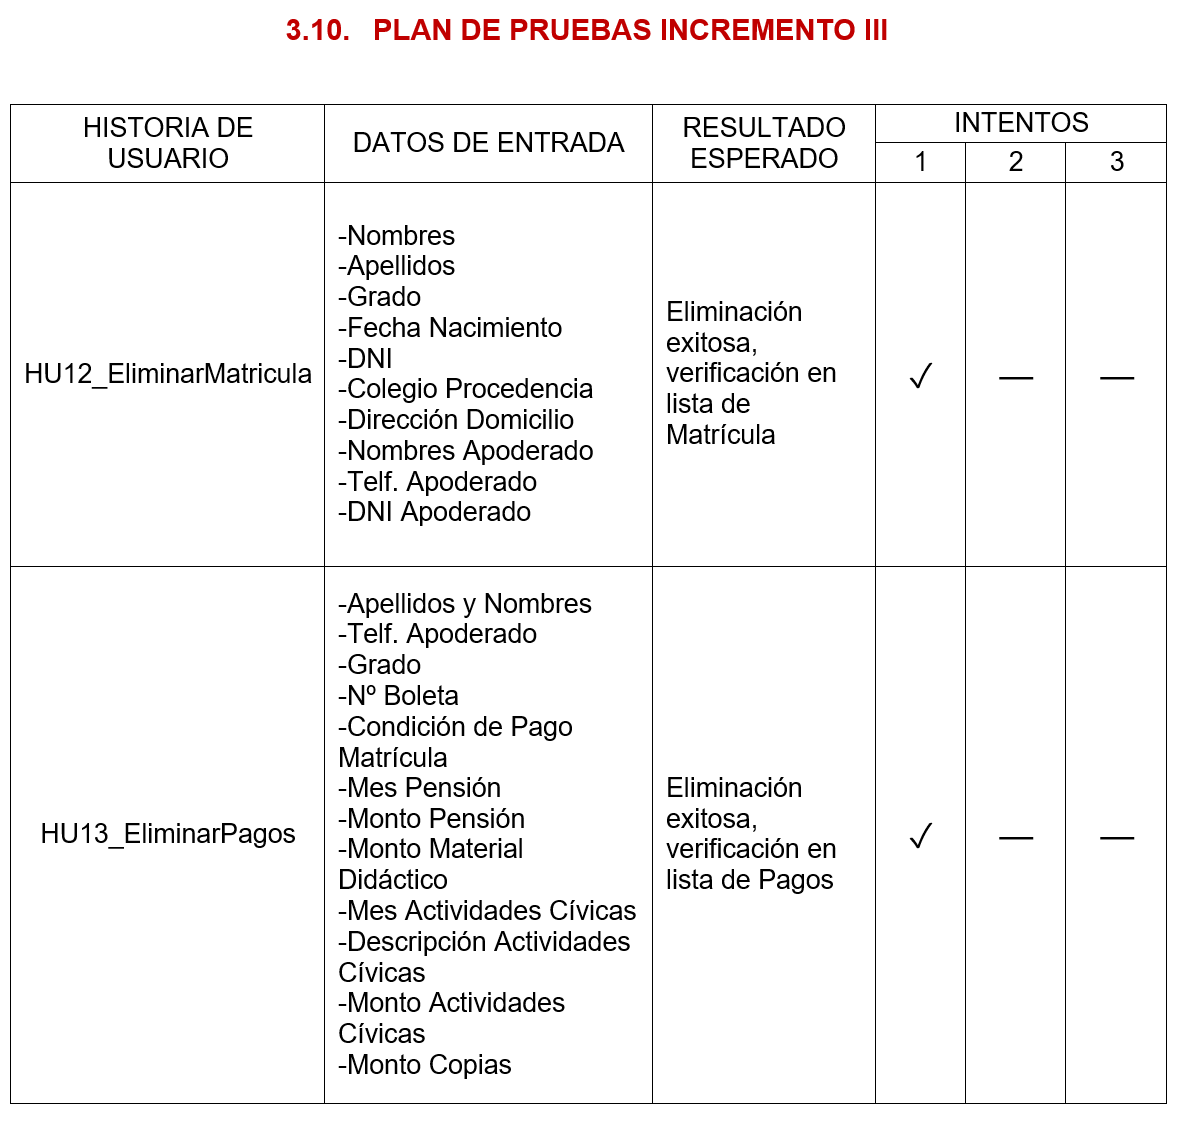 3.10. PLAN DE PRUEBAS INCREMENTO III
HISTORIA DE
USUARIO
DATOS DE ENTRADA
RESULTADO
ESPERADO
INTENTOS
1
2
3
HU12_EliminarMatricula
-Nombres
-Apellidos
-Grado
-Fecha Nacimiento
-DNI
-Colegio Procedencia
-Dirección Domicilio
-Nombres Apoderado
-Telf. Apoderado
-DNI Apoderado
Eliminación
exitosa,
verificación en
lista de
Matrícula
✓
—
—
HU13_EliminarPagos
-Apellidos y Nombres
-Telf. Apoderado
-Grado
-Nº Boleta
-Condición de Pago
Matrícula
-Mes Pensión
-Monto Pensión
-Monto Material
Didáctico
-Mes Actividades Cívicas
-Descripción Actividades
Cívicas
-Monto Actividades
Cívicas
-Monto Copias
Eliminación
exitosa,
verificación en
lista de Pagos
✓
—
—